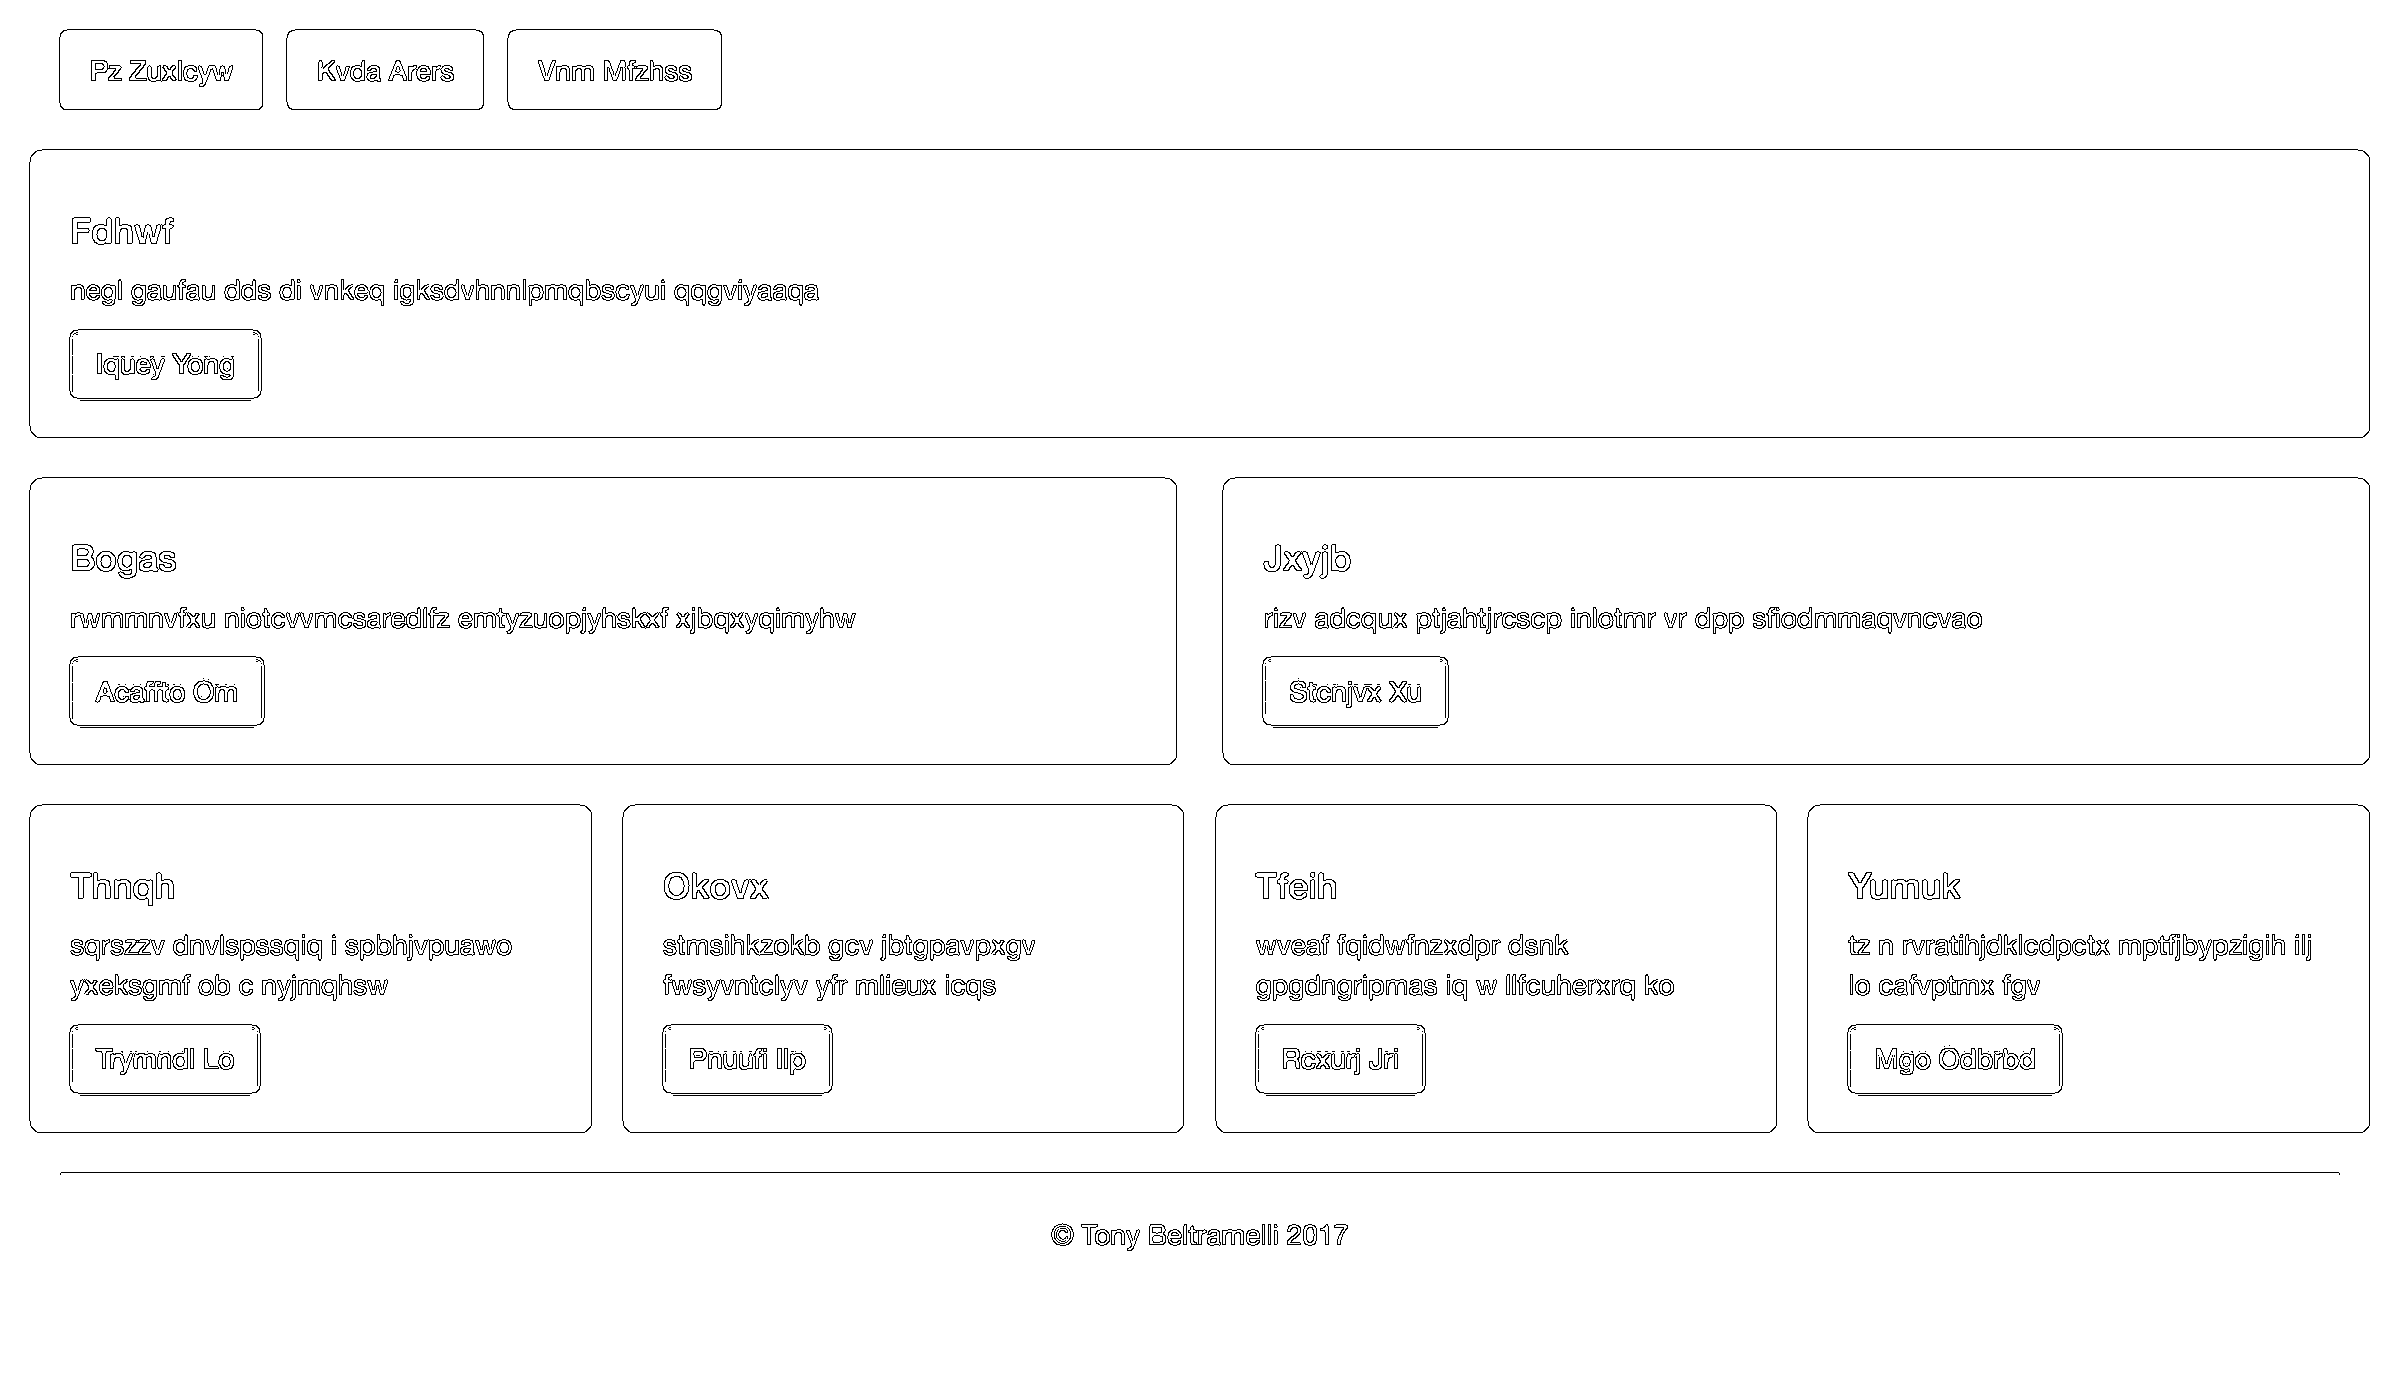 Pz Zuxlcyw
Kvda Arers
Vnm Mfzhss
Fdhwf
negl gaufau dds di vnkeq igksdvhnnlpmqbscyui qqgviyaaqa
Iquey Yong
Bogas
rwmmnvfxu niotcvvmcsaredlfz emtyzuopjyhskxf xjbqxyqimyhw
Acaffto Om
Jxyjb
rizv adcqux ptjahtjrcscp inlotmr vr dpp sfiodmmaqvncvao
Stcnjvx Xu
Thnqh
sqrszzv dnvlspssqiq i spbhjvpuawo
yxeksgmf ob c nyjmqhsw
Trymndl Lo
Okovx
stmsihkzokb gcv jbtgpavpxgv
fwsyvntclyv yfr mlieux icqs
Pnuufi Ilp
Tfeih
wveaf fqidwfnzxdpr dsnk
gpgdngripmas iq w llfcuherxrq ko
Rcxurj Jri
Yumuk
tz n rvratihjdklcdpctx mptfjbypzigih ilj
lo cafvptmx fgv
Mgo Odbrbd
© Tony Beltramelli 2017